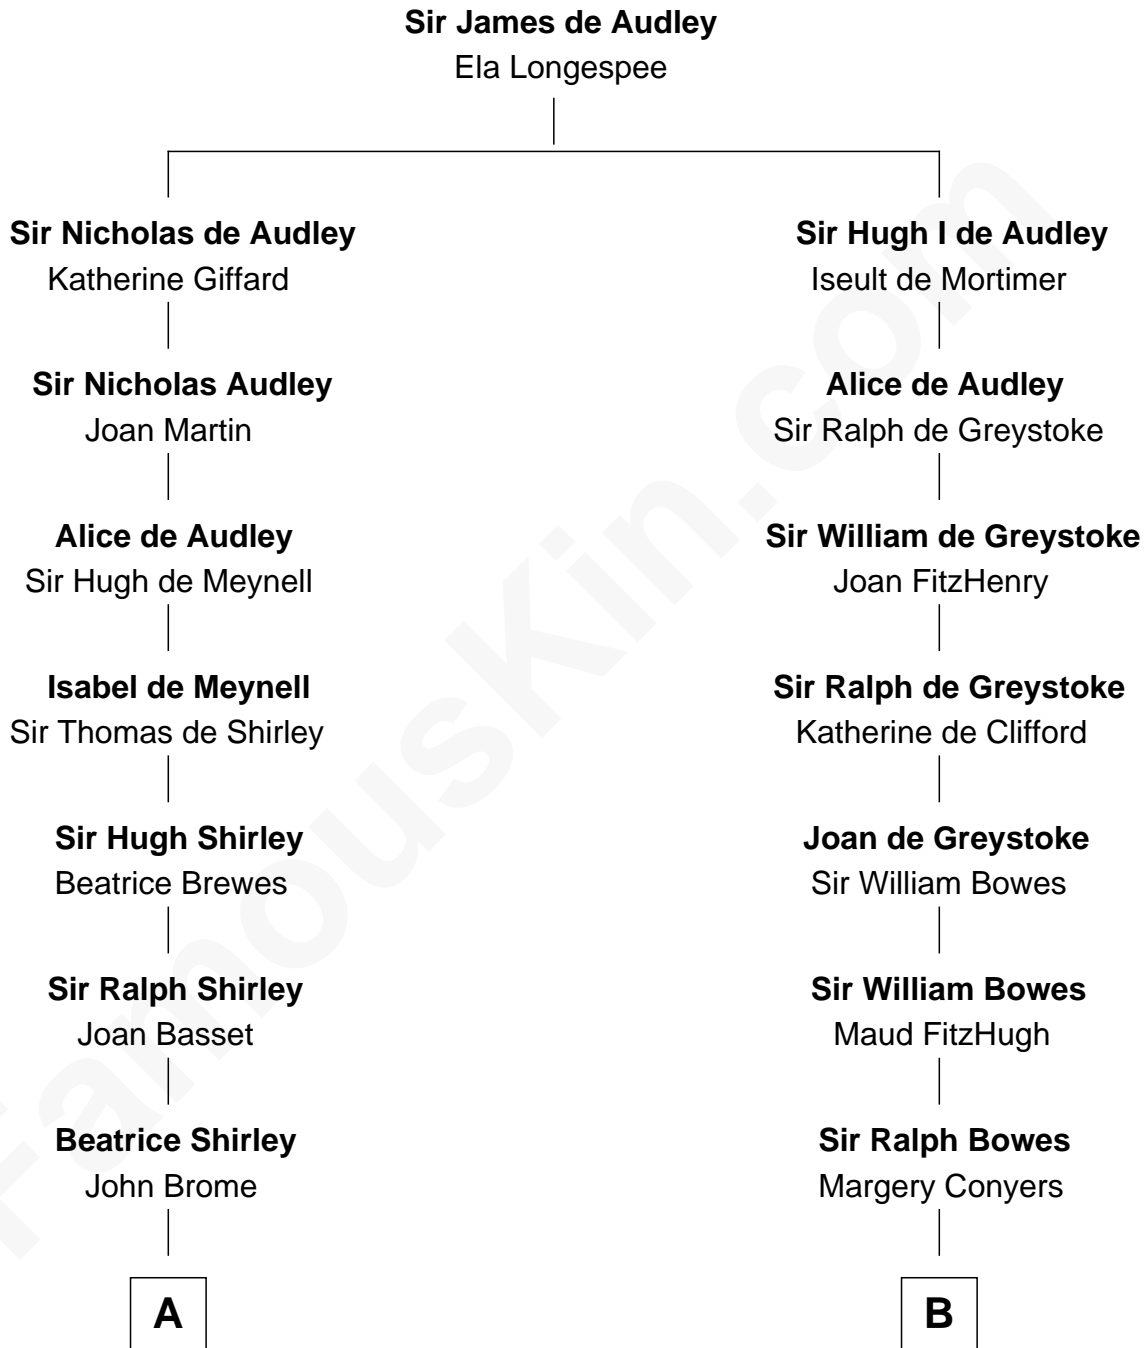 Sir James de Audley
Ela Longespee
Sir Nicholas de Audley
Katherine Giffard
Sir Nicholas Audley
Joan Martin
Alice de Audley
Sir Hugh de Meynell
Isabel de Meynell
Sir Thomas de Shirley
Sir Hugh Shirley
Beatrice Brewes
Sir Ralph Shirley
Joan Basset
Beatrice Shirley
John Brome
A
Sir Hugh I de Audley
Iseult de Mortimer
Alice de Audley
Sir Ralph de Greystoke
Sir William de Greystoke
Joan FitzHenry
Sir Ralph de Greystoke
Katherine de Clifford
Joan de Greystoke
Sir William Bowes
Sir William Bowes
Maud FitzHugh
Sir Ralph Bowes
Margery Conyers
B
FamousKin.com